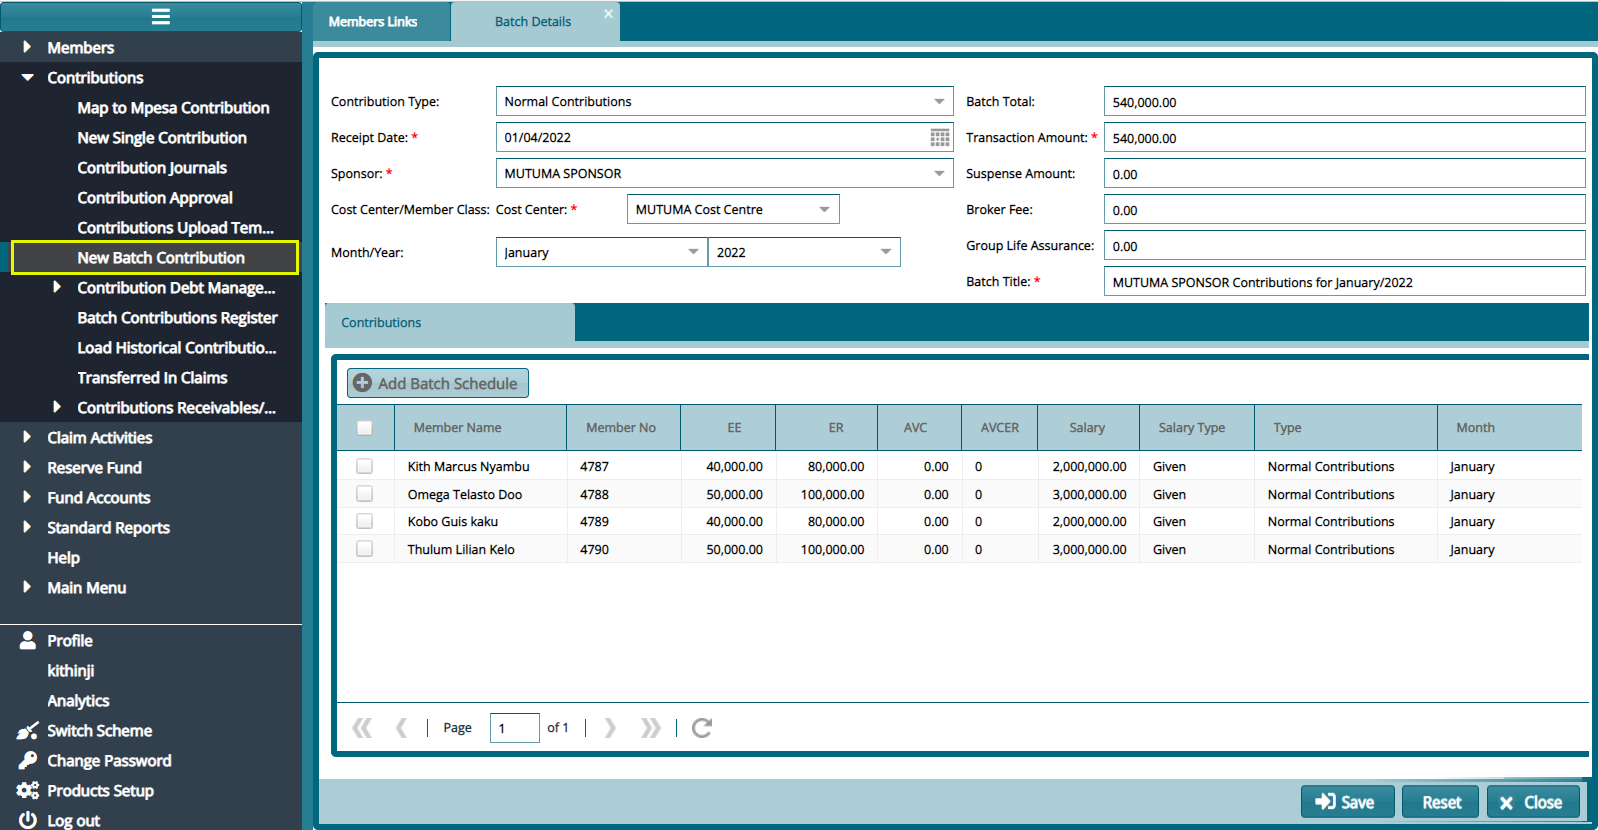 Members
Contributions
Map to Mpesa Contribution
New Single Contribution
Contribution Journals
Contribution Approval
Contributions Upload Tem...
New Batch Contribution
Contribution Debt Manage...
Batch Contributions Register
Load Historical Contributio...
Transferred In Claims
Contributions Receivables/...
Claim Activities
Reserve Fund
Fund Accounts
Standard Reports
Help
Main Menu
Profile
kithinji
Analytics
Switch Scheme
Change Password
Products Setup
Log out
Members Links Batch Details
Contribution Type: Normal Contributions
Receipt Date: * 01/04/2022
Sponsor: * MUTUMA SPONSOR
Cost Center/Member Class: Cost Center: * MUTUMA Cost Centre
Month/Year: January 2022
Batch Total: 540,000.00
Transaction Amount: * 540,000.00
Suspense Amount: 0.00
Broker Fee: 0.00
Group Life Assurance: 0.00
Batch Title: * MUTUMA SPONSOR Contributions for January/2022
Contributions
Add Batch Schedule
Member Name Member No EE ER AVC AVCER Salary Salary Type Type Month
Kith Marcus Nyambu 4787 40,000.00 80,000.00 0.00 0 2,000,000.00 Given Normal Contributions January
Omega Telasto Doo 4788 50,000.00 100,000.00 0.00 0 3,000,000.00 Given Normal Contributions January
Kobo Guis kaku 4789 40,000.00 80,000.00 0.00 0 2,000,000.00 Given Normal Contributions January
Thulum Lilian Kelo 4790 50,000.00 100,000.00 0.00 0 3,000,000.00 Given Normal Contributions January
Page 1 of 1
Save Reset Close